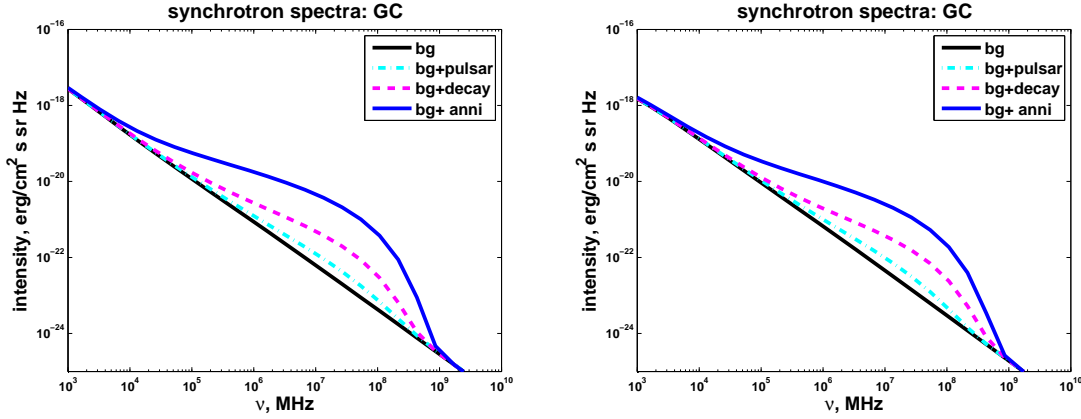 synchrotron spectra: GC
bg
bg+pulsar
bg+decay
bg+ anni
10^−16
10^−18
10^−20
10^−22
10^−24
intensity, erg/cm^2 s sr Hz
10^3 10^4 10^5 10^6 10^7 10^8 10^9 10^10
ν, MHz
synchrotron spectra: GC
bg
bg+pulsar
bg+decay
bg+ anni
10^−16
10^−18
10^−20
10^−22
10^−24
intensity, erg/cm^2 s sr Hz
10^3 10^4 10^5 10^6 10^7 10^8 10^9 10^10
ν, MHz